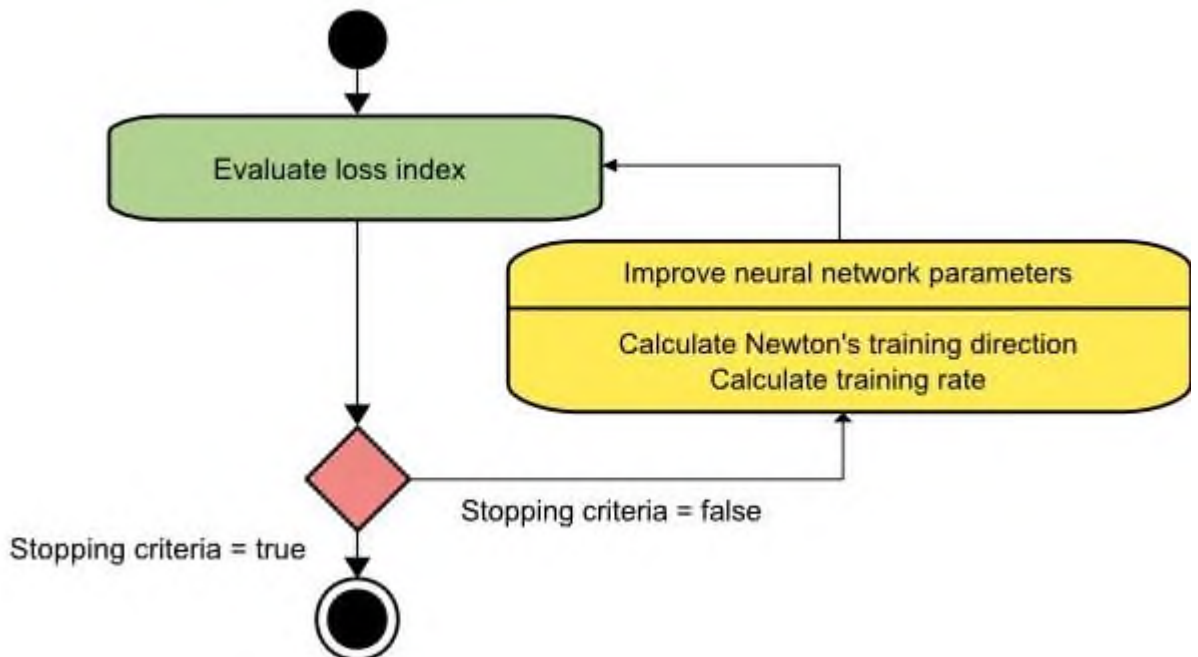 Evaluate loss index
Improve neural network parameters
Calculate Newton's training direction
Calculate training rate
Stopping criteria = false
Stopping criteria = true